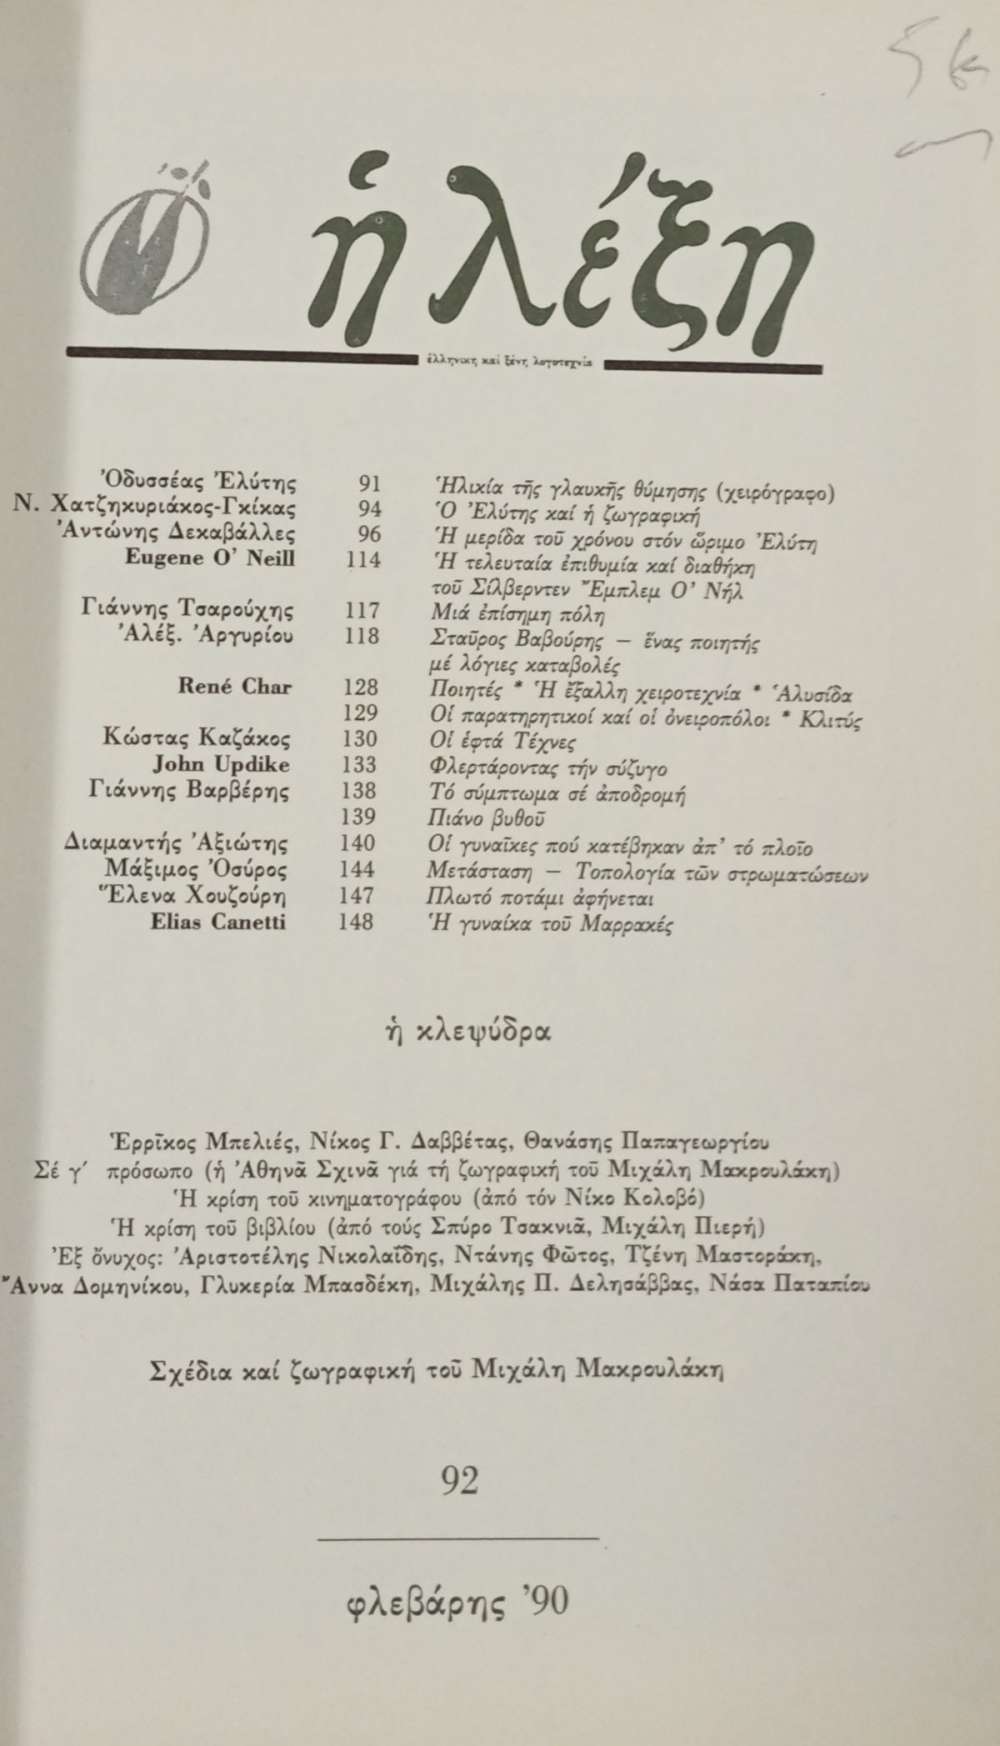 ἡ λέξη
ἑλληνικη καί ξένη λογοτεχνία
Ὀδυσσέας Ἐλύτης 91 Ἡλικία τῆς γλαυκῆς θύμησης (χειρόγραφο)
Ν. Χατζηκυριάκος-Γκίκας 94 Ὁ Ἐλύτης καί ἡ ζωγραφική
Ἀντώνης Δεκαβάλλες 96 Ἡ μερίδα τοῦ χρόνου στόν ὥριμο Ἐλύτη
Eugene O' Neill 114 Ἡ τελευταία ἐπιθυμία καί διαθήκη
τοῦ Σίλβερντεν Ἔμπλεμ Ο' Νήλ
Γιάννης Τσαρούχης 117 Μιά ἐπίσημη πόλη
Ἀλέξ. Ἀργυρίου 118 Σταῦρος Βαβούρης – ἕνας ποιητής
μέ λόγιες καταβολές
René Char 128 Ποιητές * Ἡ ἔξαλλη χειροτεχνία * Ἁλυσίδα
129 Οἱ παρατηρητικοί καί οἱ ὀνειροπόλοι * Κλιτύς
Κώστας Καζάκος 130 Οἱ ἑφτά Τέχνες
John Updike 133 Φλερτάροντας τήν σύζυγο
Γιάννης Βαρβέρης 138 Τό σύμπτωμα σέ ἀποδρομή
139 Πιάνο βυθοῦ
Διαμαντής Ἀξιώτης 140 Οἱ γυναῖκες πού κατέβηκαν ἀπ' τό πλοῖο
Μάξιμος Ὀσύρος 144 Μετάσταση – Τοπολογία τῶν στρωματώσεων
Ἕλενα Χουζούρη 147 Πλωτό ποτάμι ἀφήνεται
Elias Canetti 148 Ἡ γυναίκα τοῦ Μαρρακές
ἡ κλεψύδρα
Ἑρρῖκος Μπελιές, Νίκος Γ. Δαββέτας, Θανάσης Παπαγεωργίου
Σέ γ΄ πρόσωπο (ἡ Ἀθηνᾶ Σχινᾶ γιά τή ζωγραφική τοῦ Μιχάλη Μακρουλάκη)
Ἡ κρίση τοῦ κινηματογράφου (ἀπό τόν Νίκο Κολοβό)
Ἡ κρίση τοῦ βιβλίου (ἀπό τούς Σπύρο Τσακνιᾶ, Μιχάλη Πιερή)
Ἐξ ὄνυχος: Ἀριστοτέλης Νικολαΐδης, Ντάνης Φῶτος, Τζένη Μαστοράκη,
Ἄννα Δομηνίκου, Γλυκερία Μπασδέκη, Μιχάλης Π. Δελησάββας, Νάσα Παταπίου
Σχέδια καί ζωγραφική τοῦ Μιχάλη Μακρουλάκη
92
φλεβάρης '90